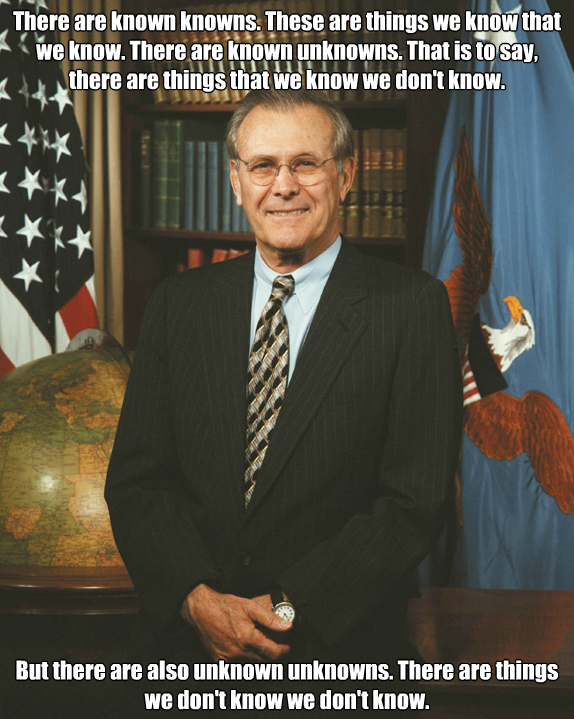 There are known knowns. These are things we know that
we know. There are known unknowns. That is to say,
there are things that we know we don't know.
But there are also unknown unknowns. There are things
we don't know we don't know.